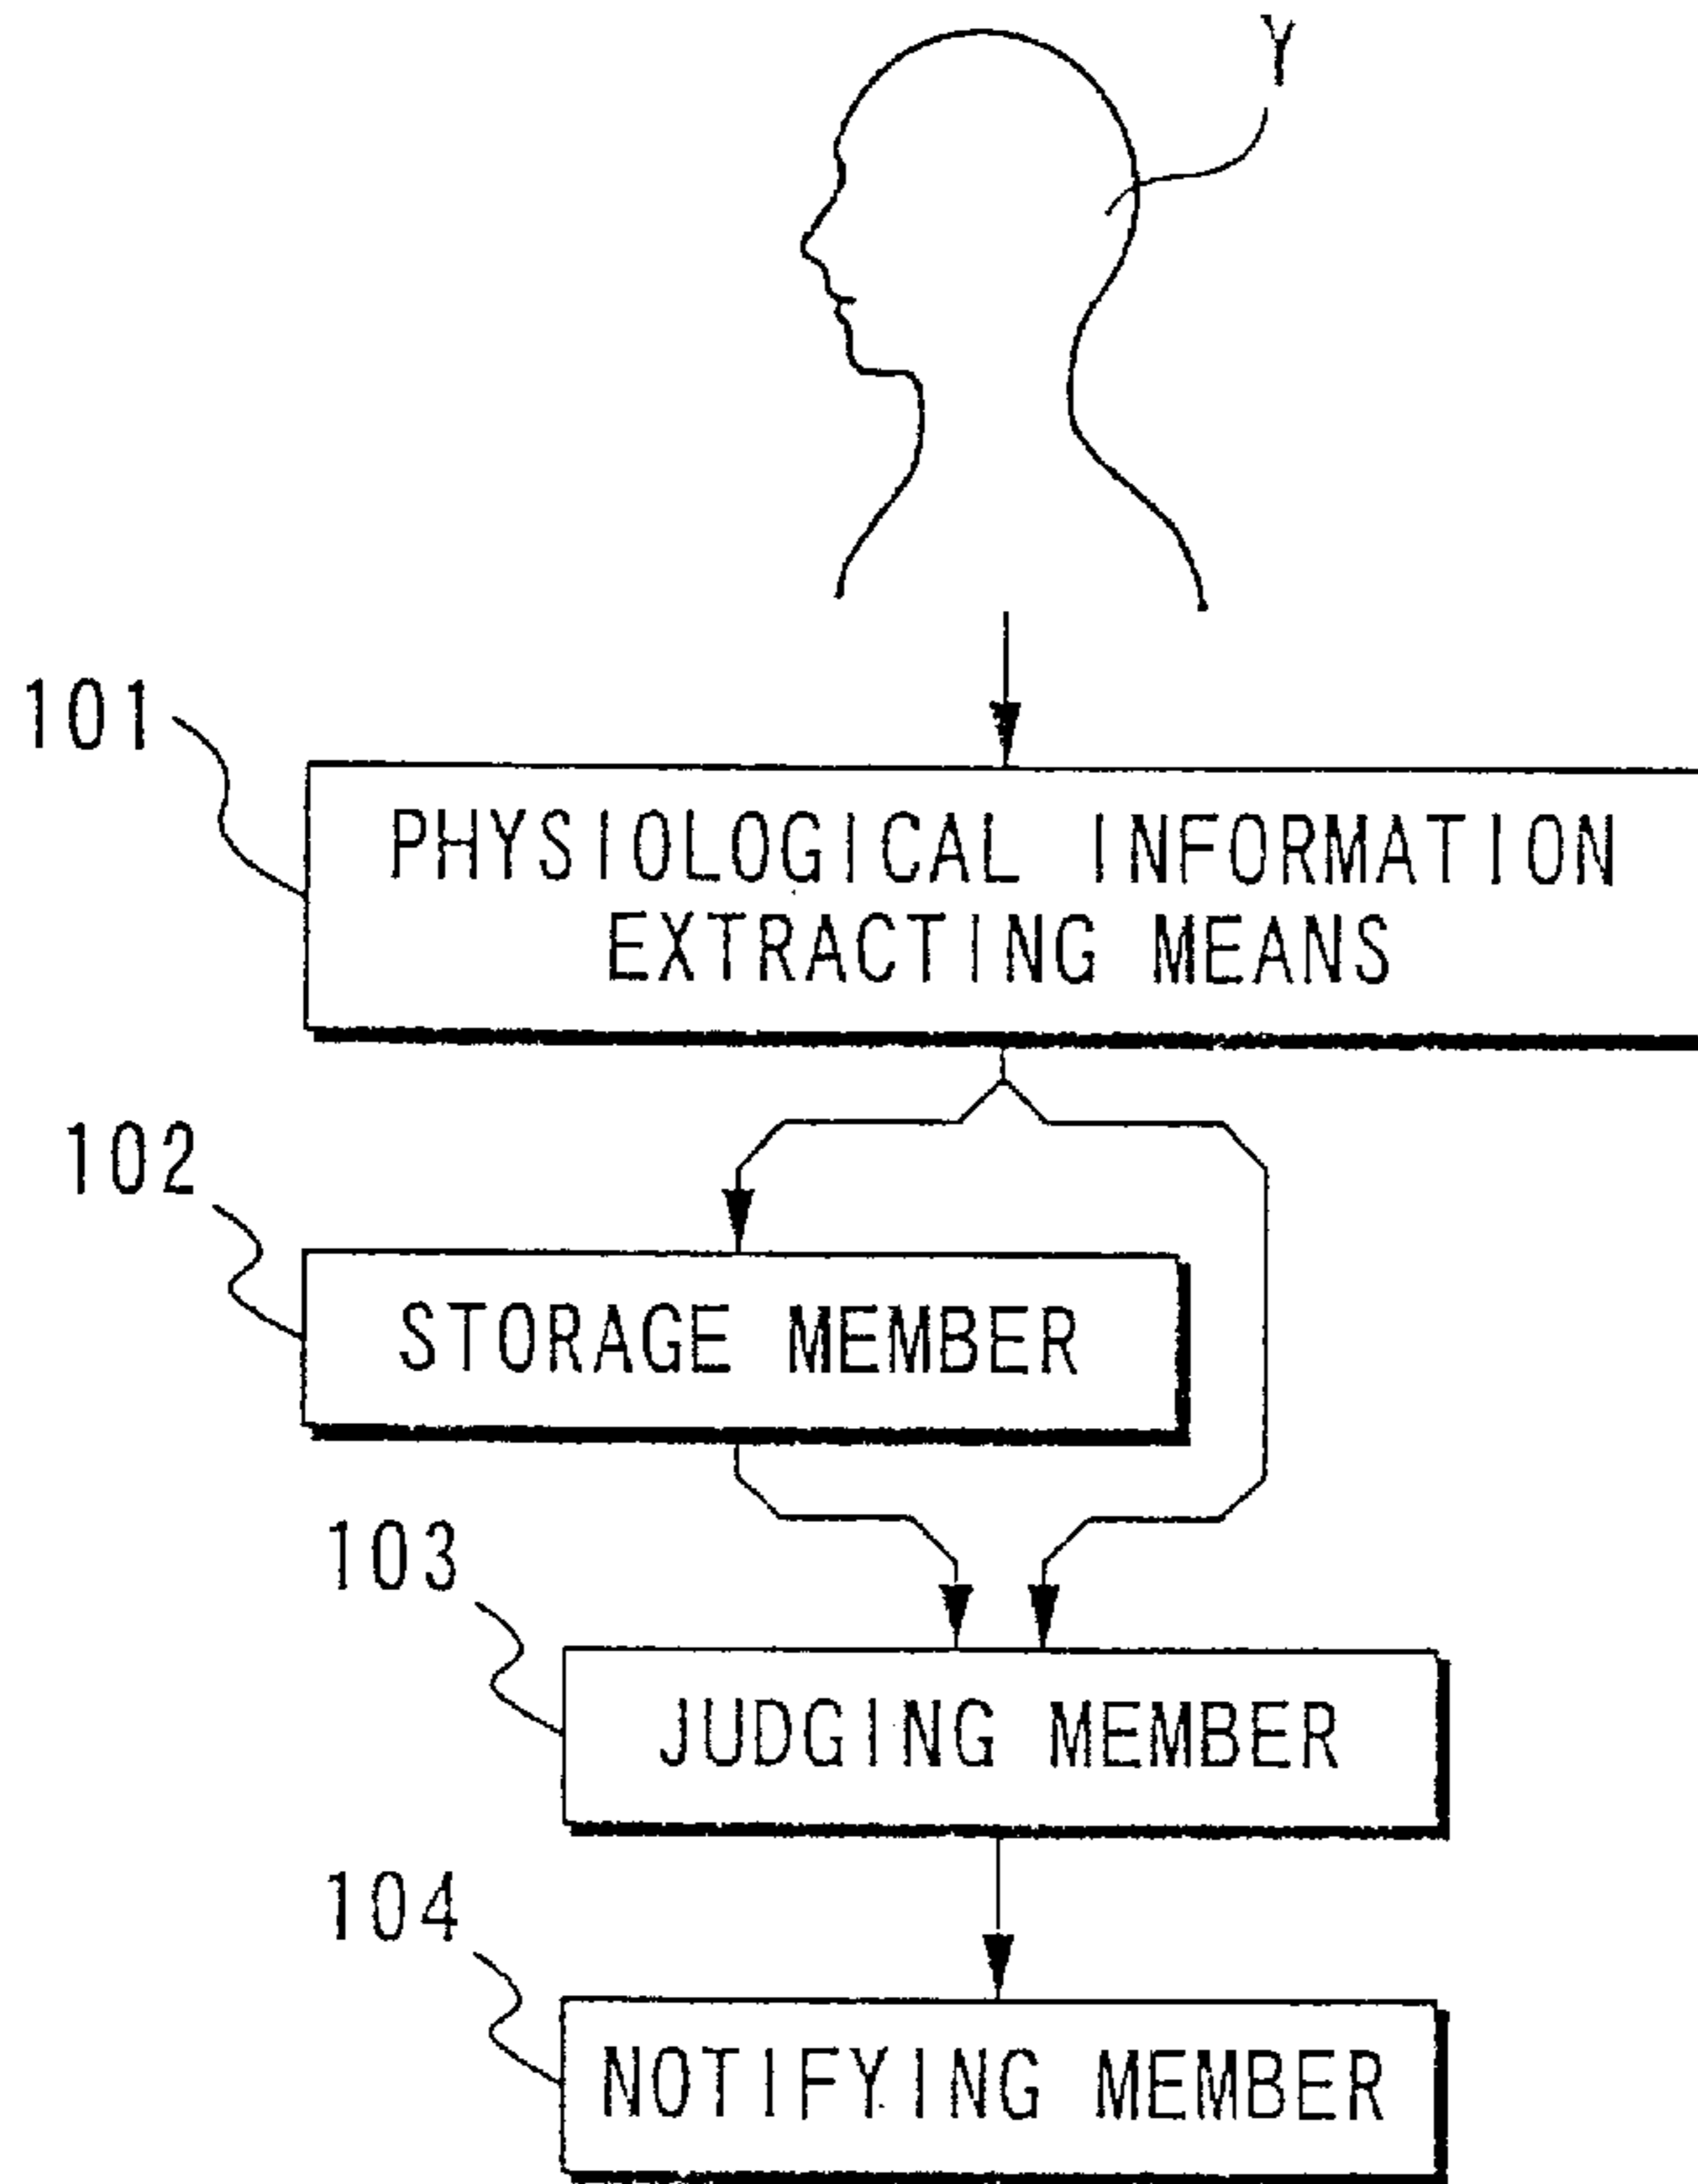 Y
101
PHYSIOLOGICAL INFORMATION
EXTRACTING MEANS
102
STORAGE MEMBER
103
JUDGING MEMBER
104
NOTIFYING MEMBER